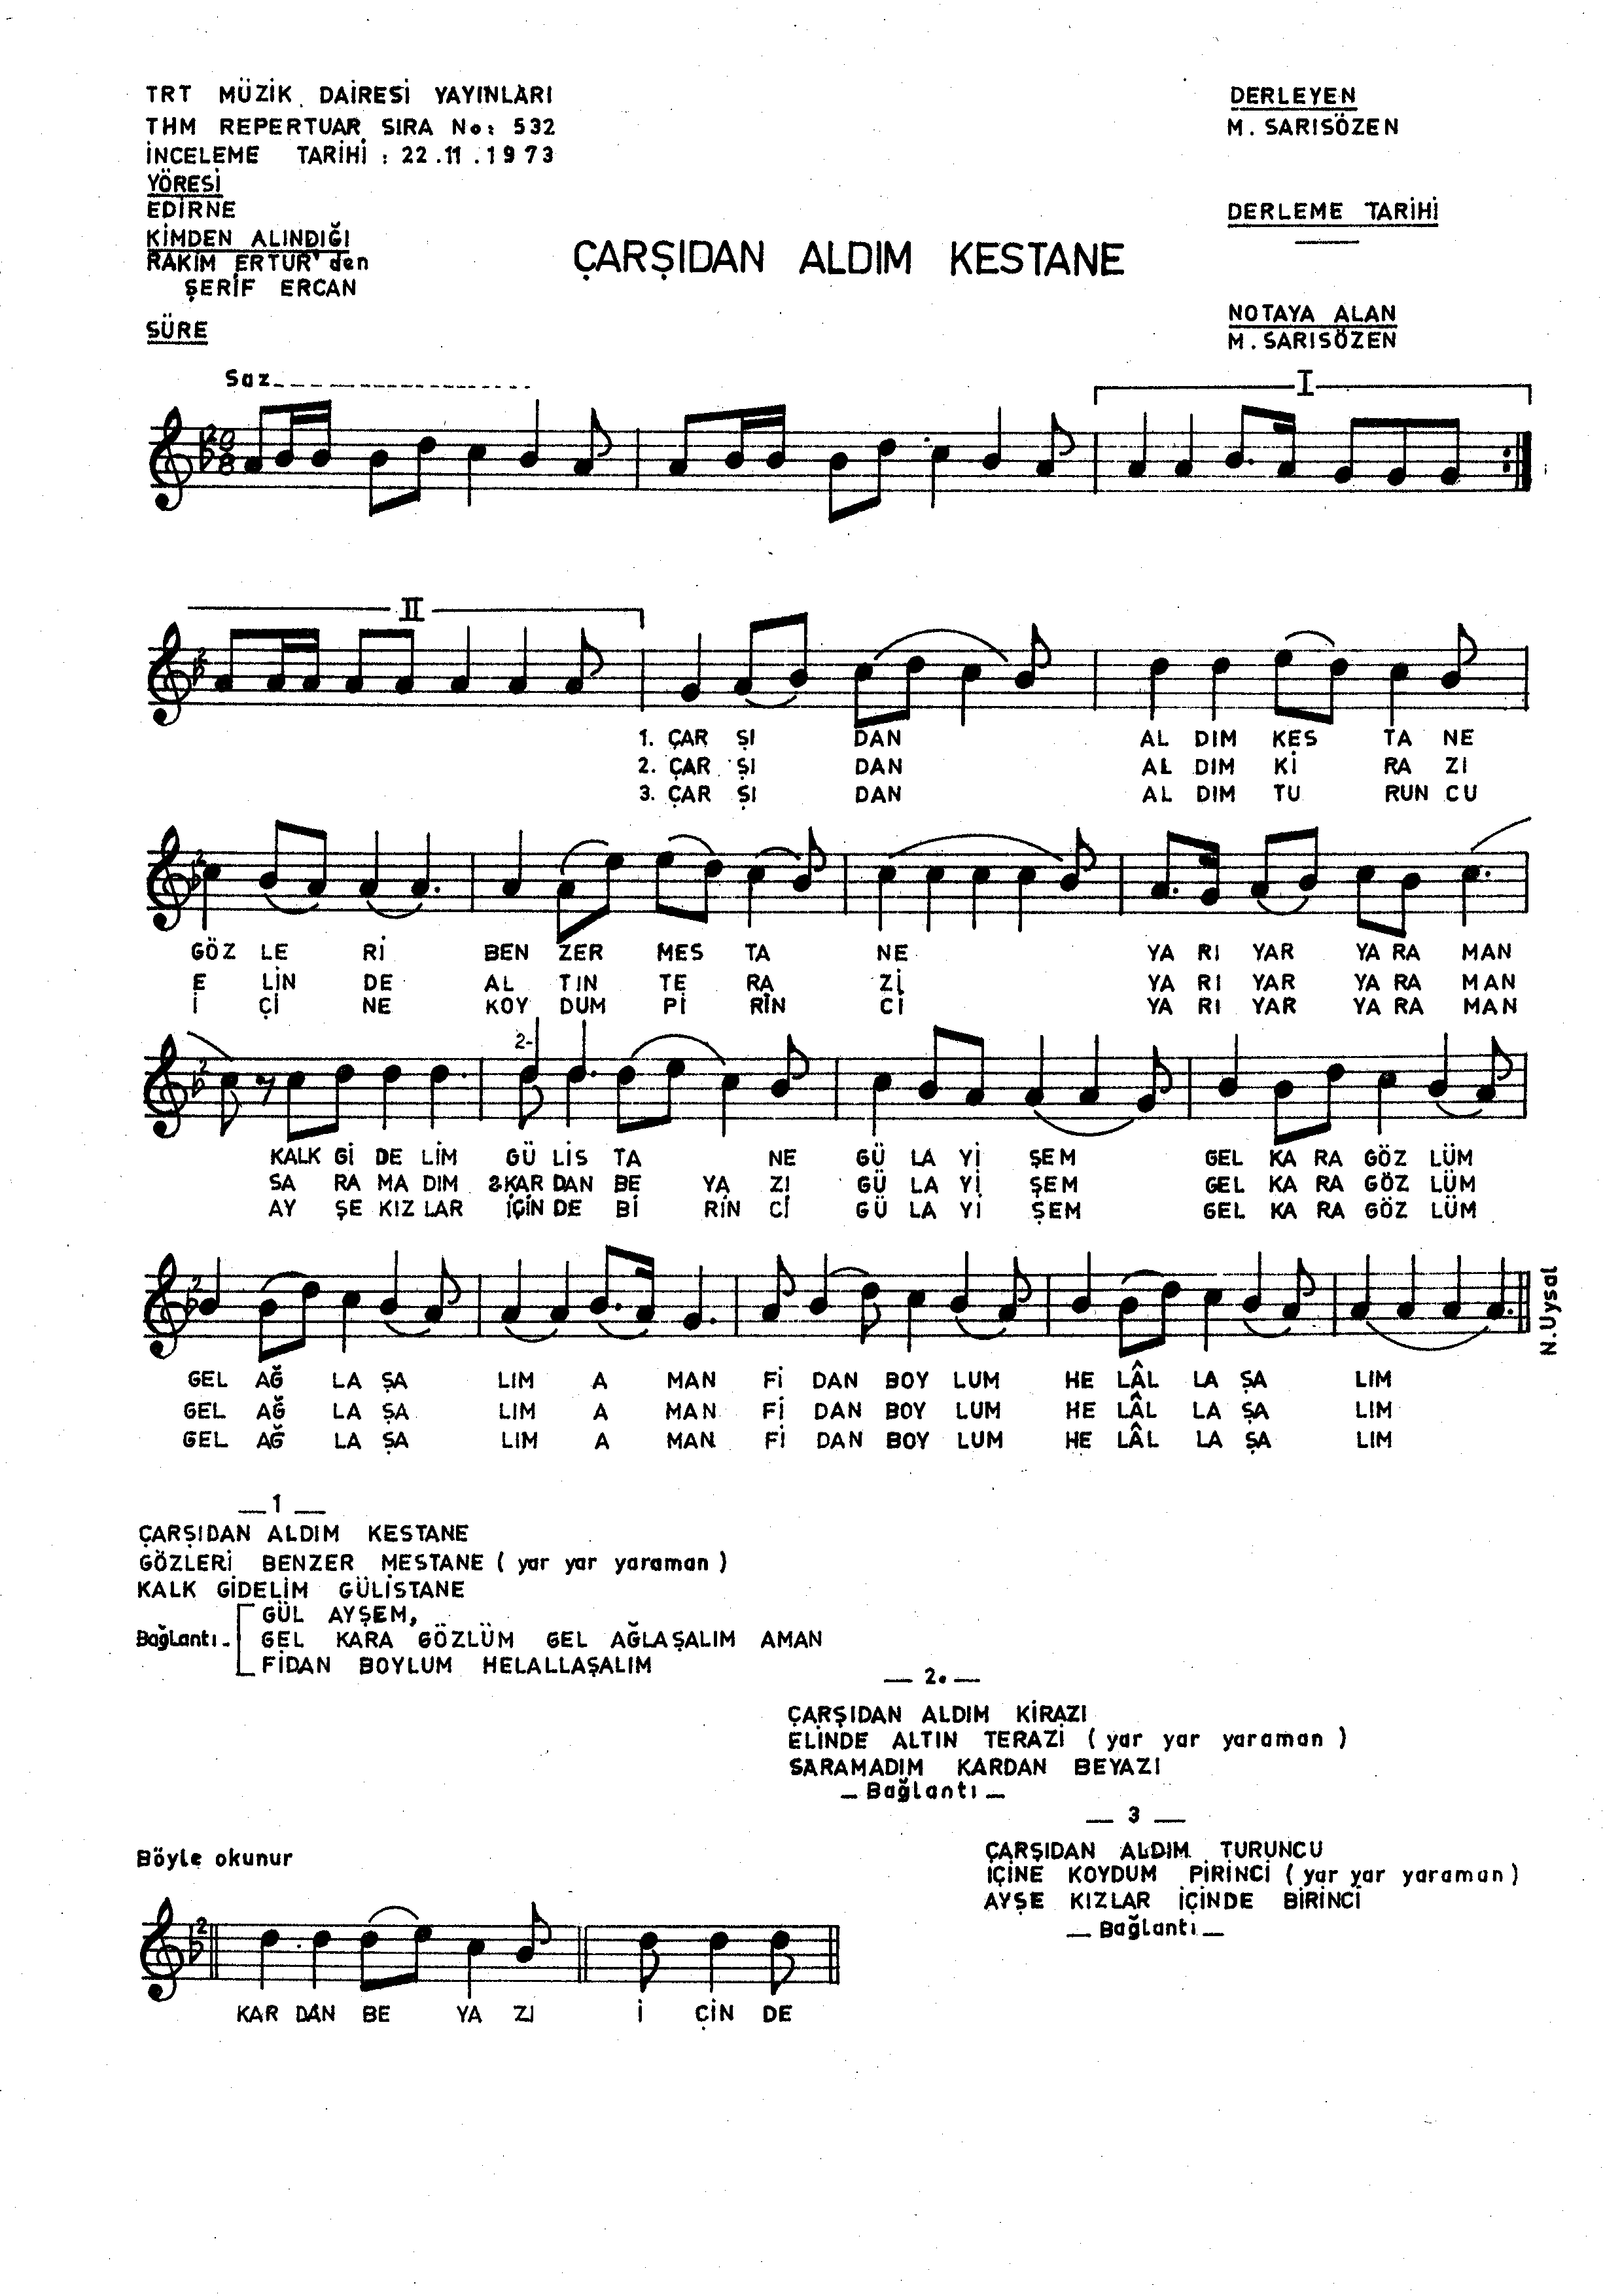 TRT MÜZİK DAİRESİ YAYINLARI
THM REPERTUAR SIRA No: 532
İNCELEME TARİHİ : 22.11.1973
YÖRESİ
EDİRNE
KİMDEN ALINDIĞI
RAKİM ERTUR'den
ŞERİF ERCAN
SÜRE
DERLEYEN
M. SARISÖZEN
DERLEME TARİHİ
NOTAYA ALAN
M. SARISÖZEN
ÇARŞIDAN ALDIM KESTANE
Saz
I
II
1. ÇAR ŞI DAN AL DIM KES TA NE
2. ÇAR ŞI DAN AL DIM Kİ RA ZI
3. ÇAR ŞI DAN AL DIM TU RUN CU
GÖZ LE Rİ BEN ZER MES TA NE YA RI YAR YA RA MAN
E LİN DE AL TIN TE RA Zİ YA RI YAR YA RA MAN
İ Çİ NE KOY DUM Pİ RİN Cİ YA RI YAR YA RA MAN
2-
KALK Gİ DE LİM GÜ LİS TA NE GÜ LA Yİ ŞEM GEL KA RA GÖZ LÜM
SA RA MA DIM 2KAR DAN BE YA ZI GÜ LA Yİ ŞEM GEL KA RA GÖZ LÜM
AY ŞE KIZ LAR İÇİN DE Bİ RİN Cİ GÜ LA Yİ ŞEM GEL KA RA GÖZ LÜM
GEL AĞ LA ŞA LIM A MAN Fİ DAN BOY LUM HE LÂL LA ŞA LIM
GEL AĞ LA ŞA LIM A MAN Fİ DAN BOY LUM HE LÂL LA ŞA LIM
GEL AĞ LA ŞA LIM A MAN Fİ DAN BOY LUM HE LÂL LA ŞA LIM
N.Uysal
— 1 —
ÇARŞIDAN ALDIM KESTANE
GÖZLERİ BENZER MESTANE ( yar yar yaraman )
KALK GİDELİM GÜLİSTANE
GÜL AYŞEM,
Bağlantı - GEL KARA GÖZLÜM GEL AĞLAŞALIM AMAN
FİDAN BOYLUM HELALLAŞALIM
— 2. —
ÇARŞIDAN ALDIM KİRAZI
ELİNDE ALTIN TERAZİ ( yar yar yaraman )
SARAMADIM KARDAN BEYAZI
— Bağlantı —
— 3 —
ÇARŞIDAN ALDIM TURUNCU
İÇİNE KOYDUM PİRİNCİ ( yar yar yaraman )
AYŞE KIZLAR İÇİNDE BİRİNCİ
— Bağlantı —
Böyle okunur
KAR DAN BE YA ZI İ ÇİN DE